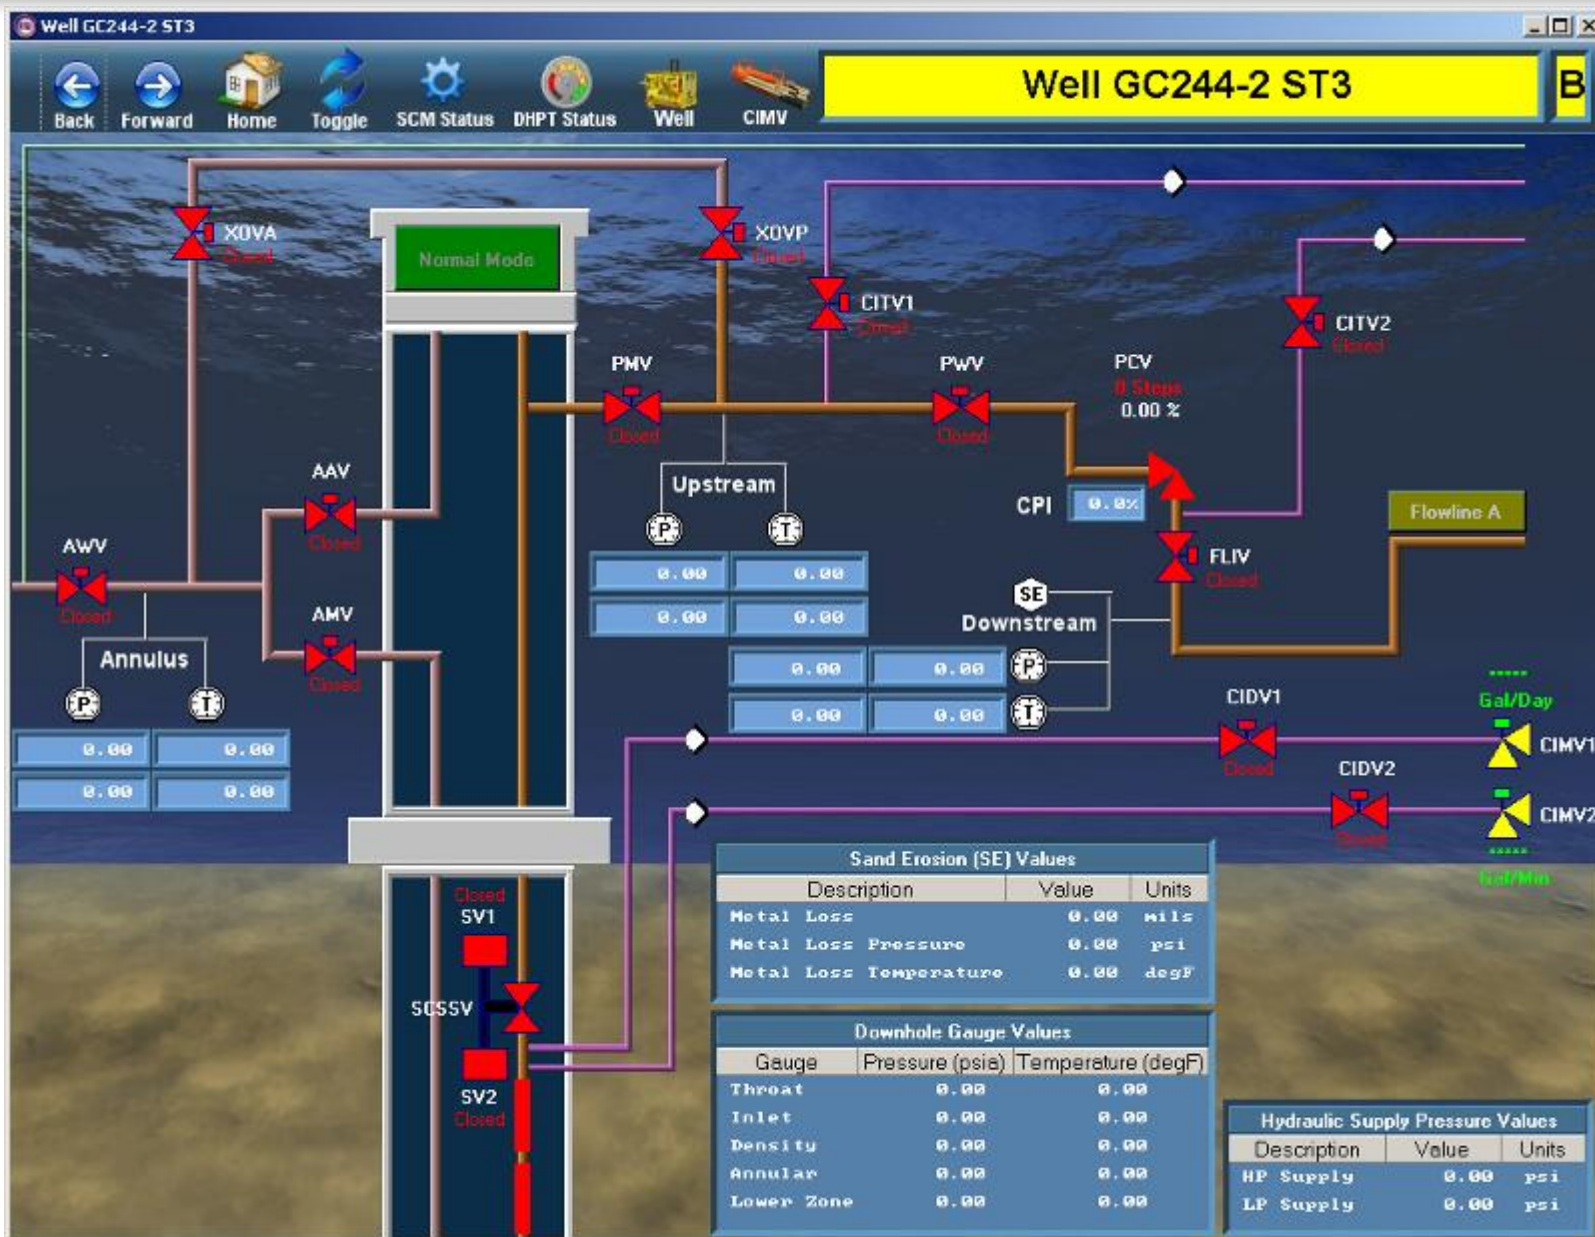 Well GC244-2 ST3
Back Forward Home Toggle SCM Status DHPT Status Well CIMV
Well GC244-2 ST3 B
XOVA
Closed
Normal Mode
XOVP
Closed
CITV1
CITV2
Closed
PMV
Closed
PWV
Closed
PCV
0 Steps
0.00 %
AAV
Closed
Upstream
P T
0.00 0.00
0.00 0.00
CPI 0.0%
Flowline A
AWV
Closed
FLIV
Closed
AMV
Closed
Annulus
P T
0.00 0.00
0.00 0.00
SE
Downstream
0.00 0.00 P
0.00 0.00 T
CIDV1
Closed
Gal/Day
CIMV1
CIDV2
Closed
CIMV2
Gal/Min
Closed
SV1
SCSSV
SV2
Closed
Sand Erosion (SE) Values
Description Value Units
Metal Loss 0.00 mils
Metal Loss Pressure 0.00 psi
Metal Loss Temperature 0.00 degF
Downhole Gauge Values
Gauge Pressure (psia) Temperature (degF)
Throat 0.00 0.00
Inlet 0.00 0.00
Density 0.00 0.00
Annular 0.00 0.00
Lower Zone 0.00 0.00
Hydraulic Supply Pressure Values
Description Value Units
HP Supply 0.00 psi
LP Supply 0.00 psi